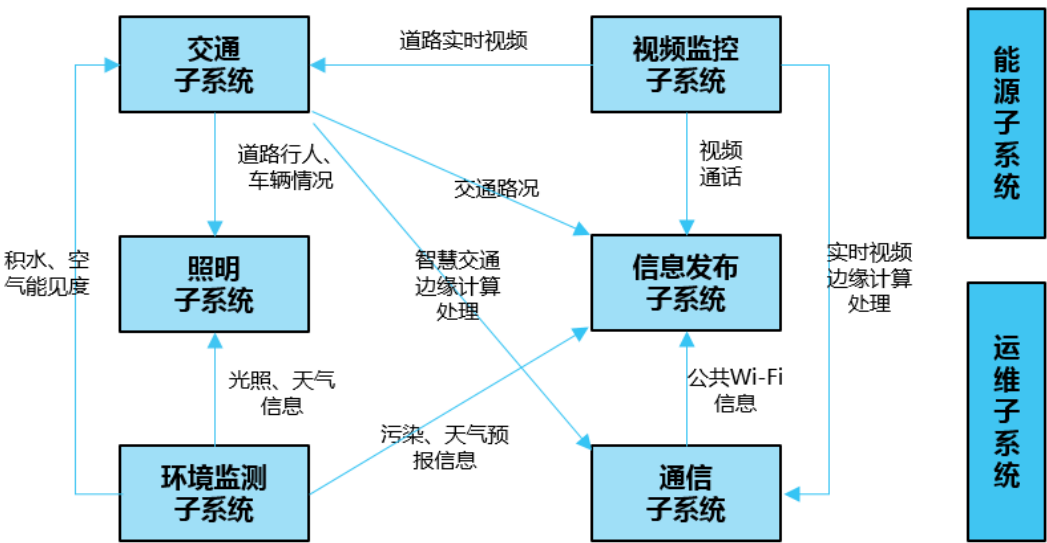 交通
子系统
道路实时视频
视频监控
子系统
能
源
子
系
统
道路行人、
车辆情况
视频
通话
交通路况
积水、空
气能见度
照明
子系统
智慧交通
边缘计算
处理
信息发布
子系统
实时视频
边缘计算
处理
运
维
子
系
统
光照、天气
信息
公共Wi-Fi
信息
污染、天气预
报信息
环境监测
子系统
通信
子系统